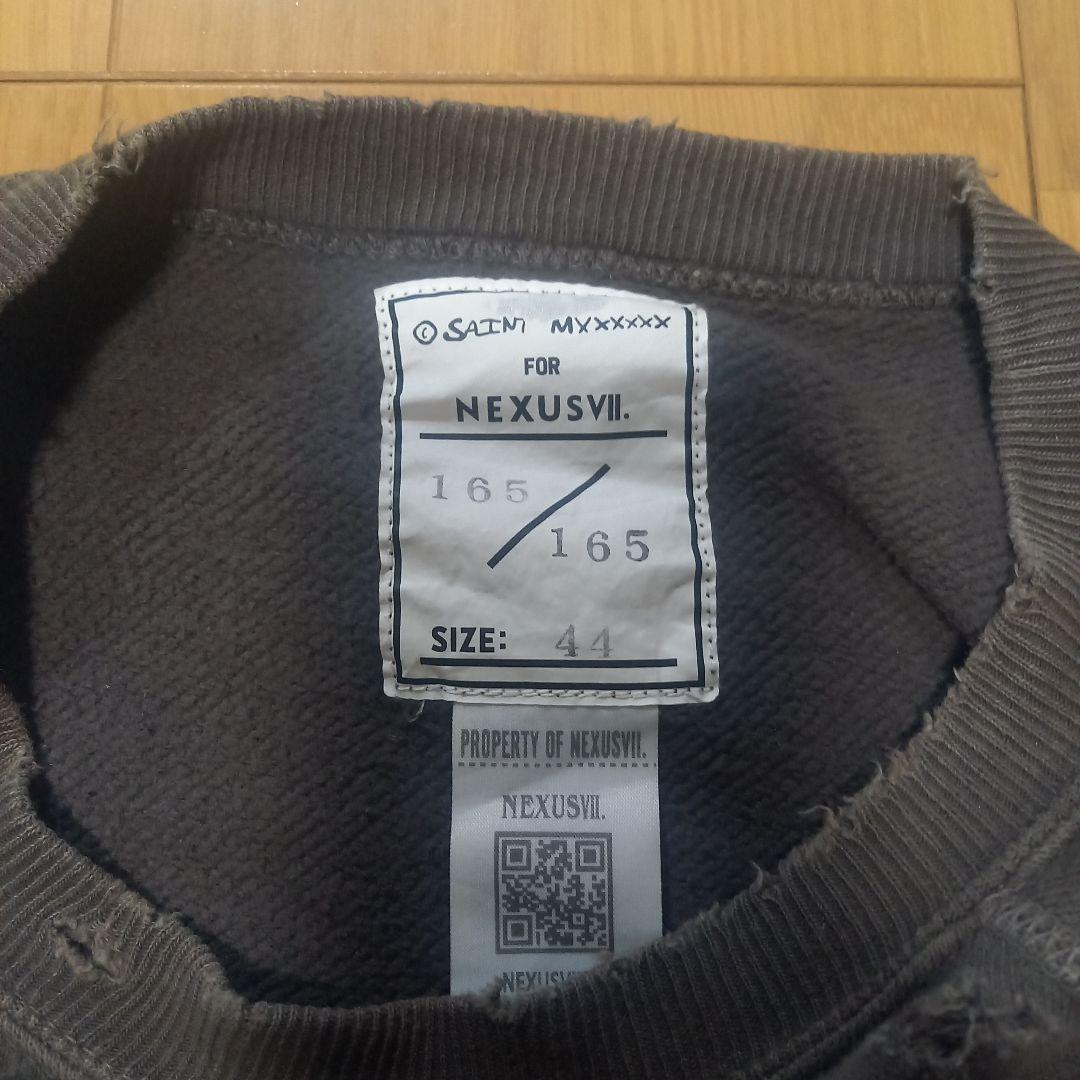 © SAINT MXXXXXX
FOR
NEXUSVII.
165 / 165
SIZE: 44
PROPERTY OF NEXUSVII.
NEXUSVII.